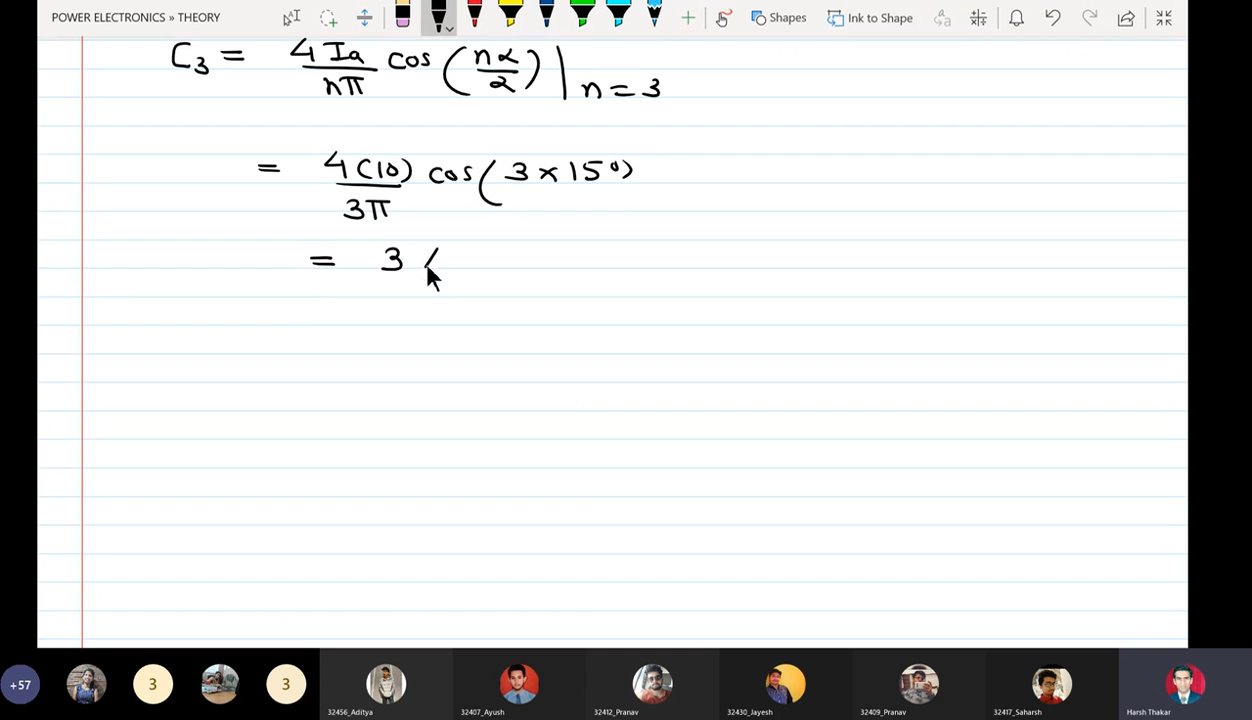 POWER ELECTRONICS » THEORY
Shapes
Ink to Shape
C3 = 4Ia/nπ cos (nα/2) | n = 3
= 4(10)/3π cos(3 × 15°)
= 3
+57
3
3
32456_Aditya
32407_Ayush
32412_Pranav
32430_Jayesh
32409_Pranav
32417_Saharsh
Harsh Thakar